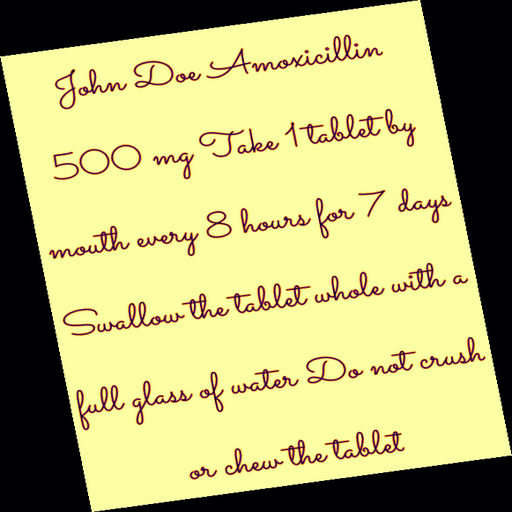 John Doe Amoxicillin
500 mg Take 1 tablet by
mouth every 8 hours for 7 days
Swallow the tablet whole with a
full glass of water Do not crush
or chew the tablet